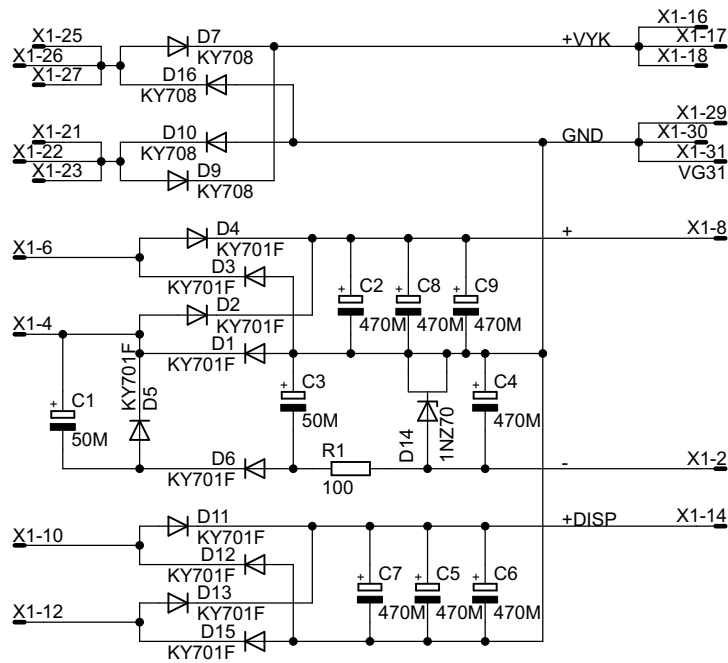 X1-25
D7
KY708
X1-16
+VYK
X1-17
X1-26
X1-18
X1-27
D16
KY708
X1-29
X1-21
D10
KY708
GND
X1-30
X1-22
X1-31
X1-23
D9
KY708
VG31
D4
KY701F
+
X1-8
X1-6
D3
KY701F
+ C2
470M
+ C8
470M
+ C9
470M
D2
KY701F
X1-4
D1
KY701F
KY701F
D5
+ C1
50M
+ C3
50M
D14
1NZ70
+ C4
470M
D6
KY701F
R1
100
-
X1-2
D11
KY701F
+DISP
X1-14
X1-10
D12
KY701F
+ C7
470M
+ C5
470M
+ C6
470M
D13
KY701F
X1-12
D15
KY701F